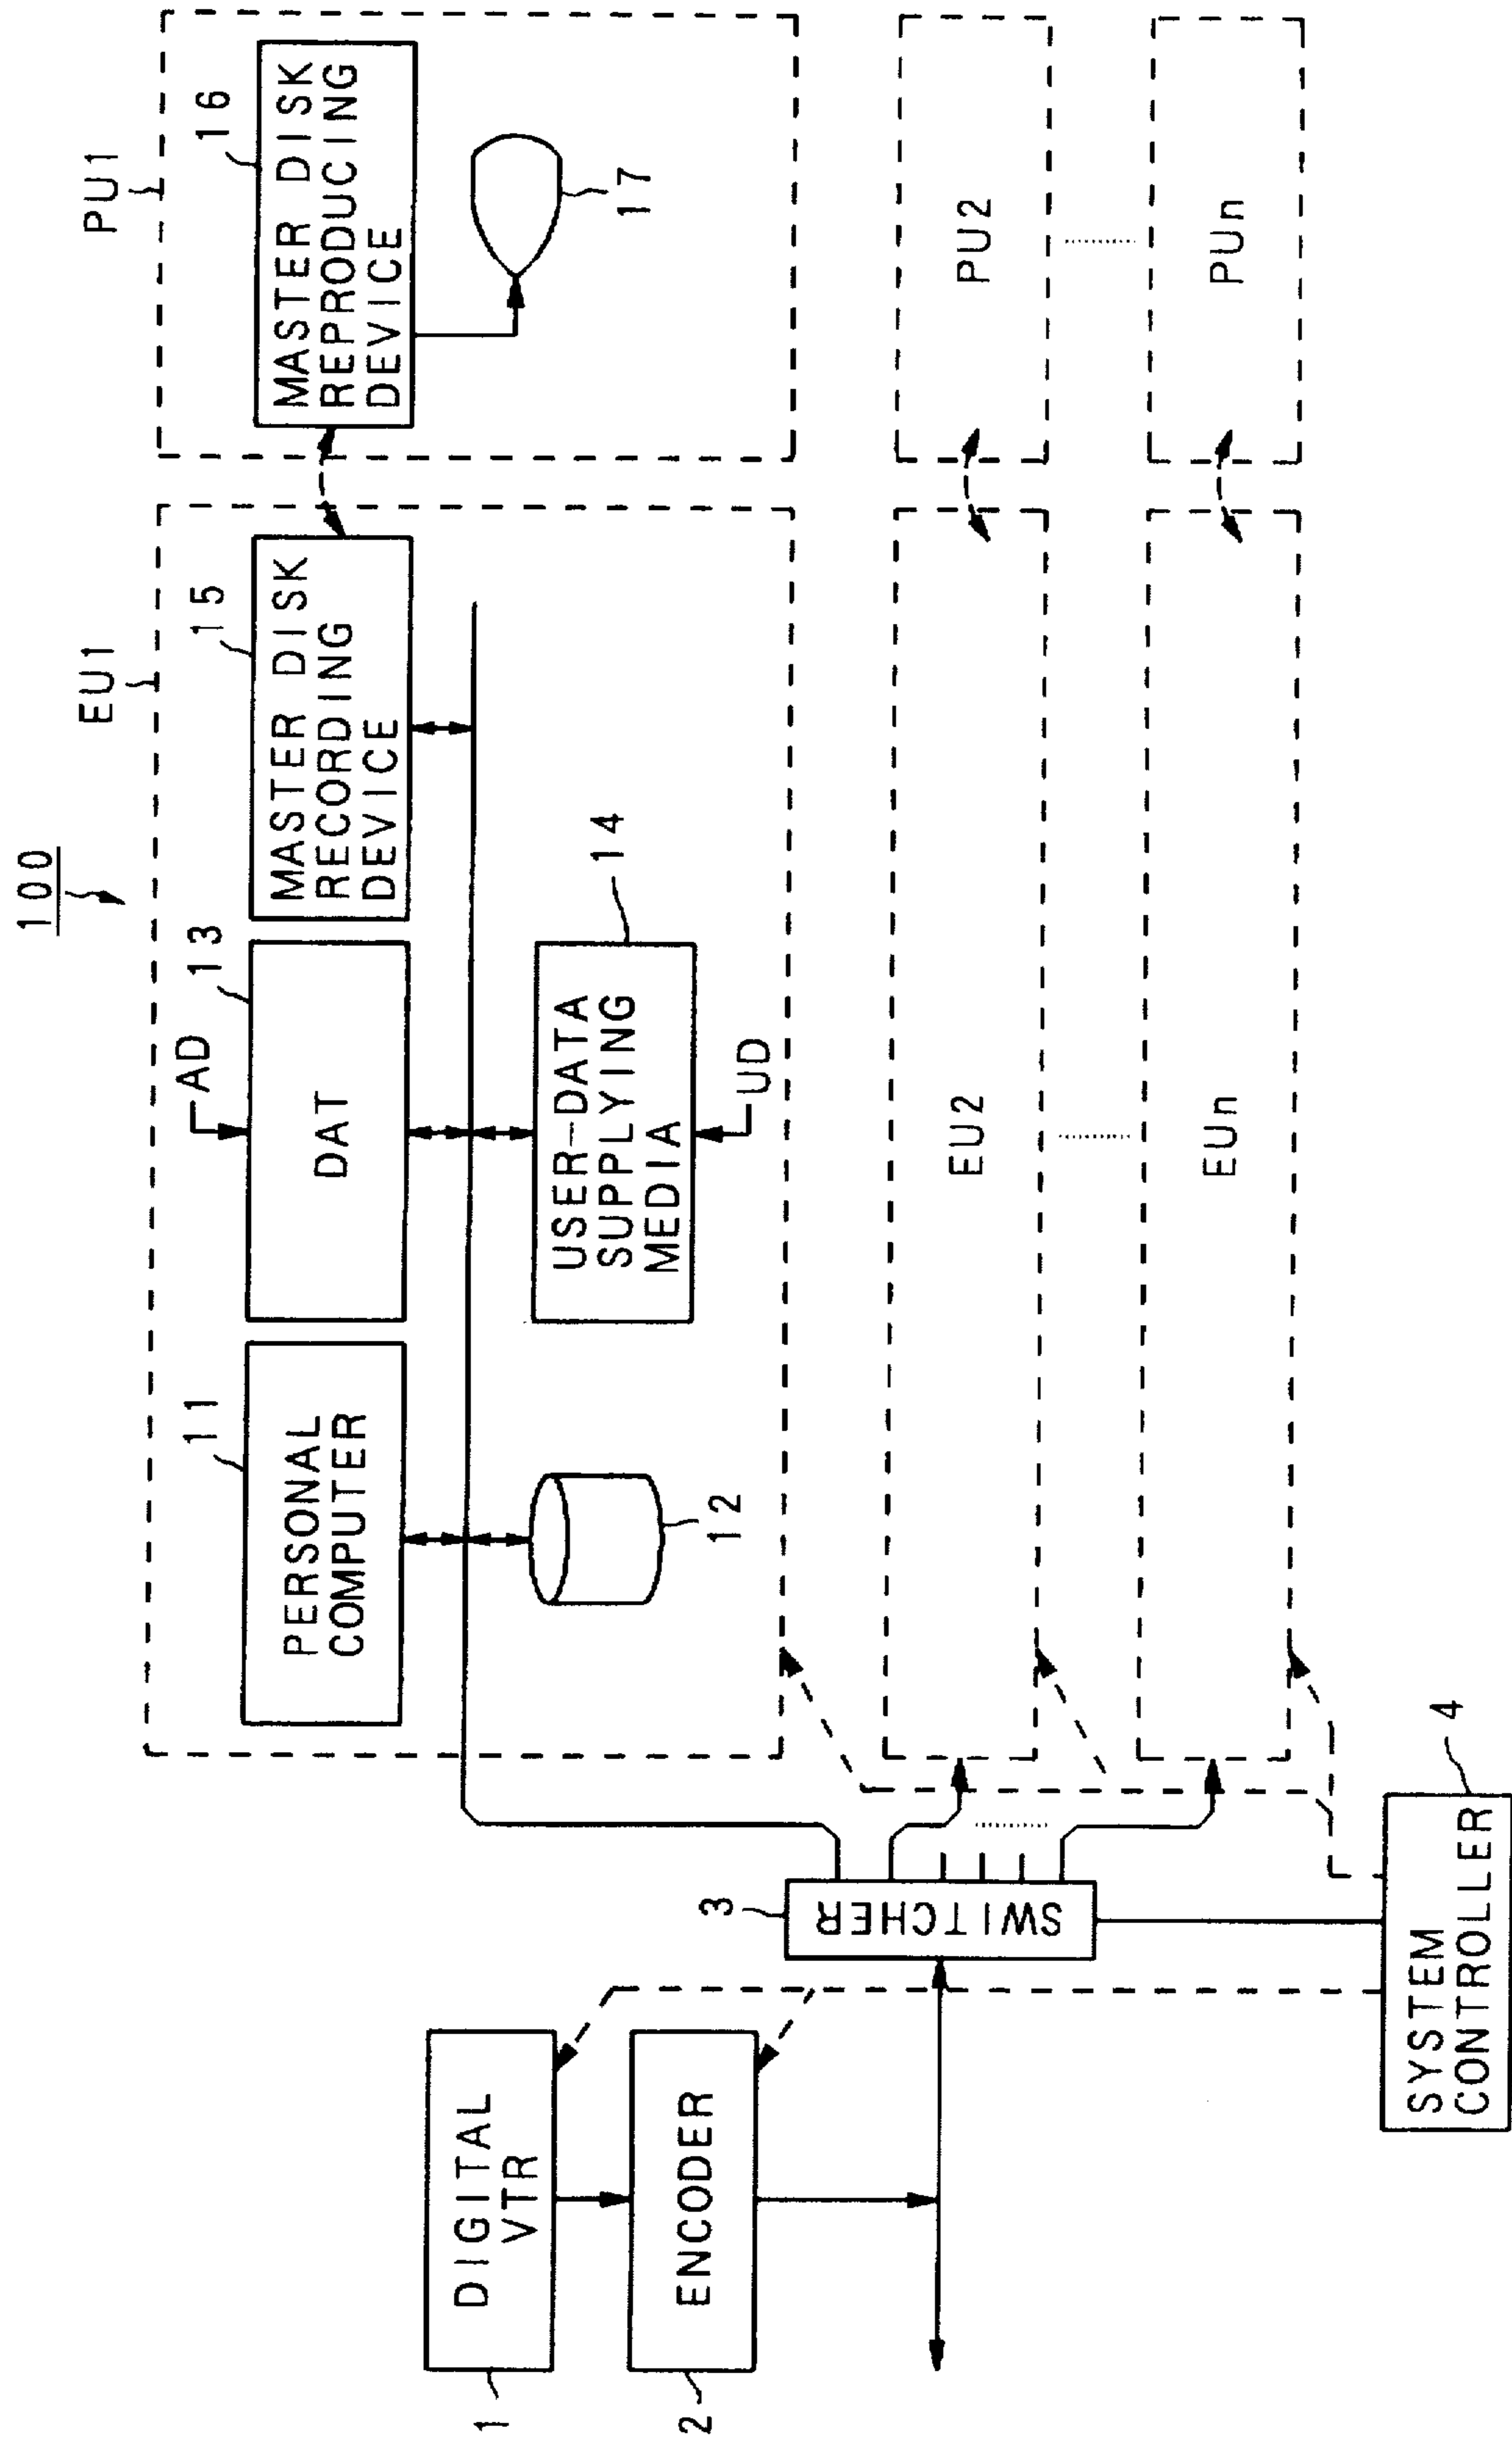 100
EU1
PU1
11
PERSONAL
COMPUTER
13
AD
DAT
15
MASTER DISK
RECORDING
DEVICE
16
MASTER DISK
REPRODUCING
DEVICE
17
12
USER-DATA
SUPPLYING
MEDIA
14
UD
1
DIGITAL
VTR
2
ENCODER
3
SWITCHER
EU2
PU2
EUn
PUn
SYSTEM
CONTROLLER
4